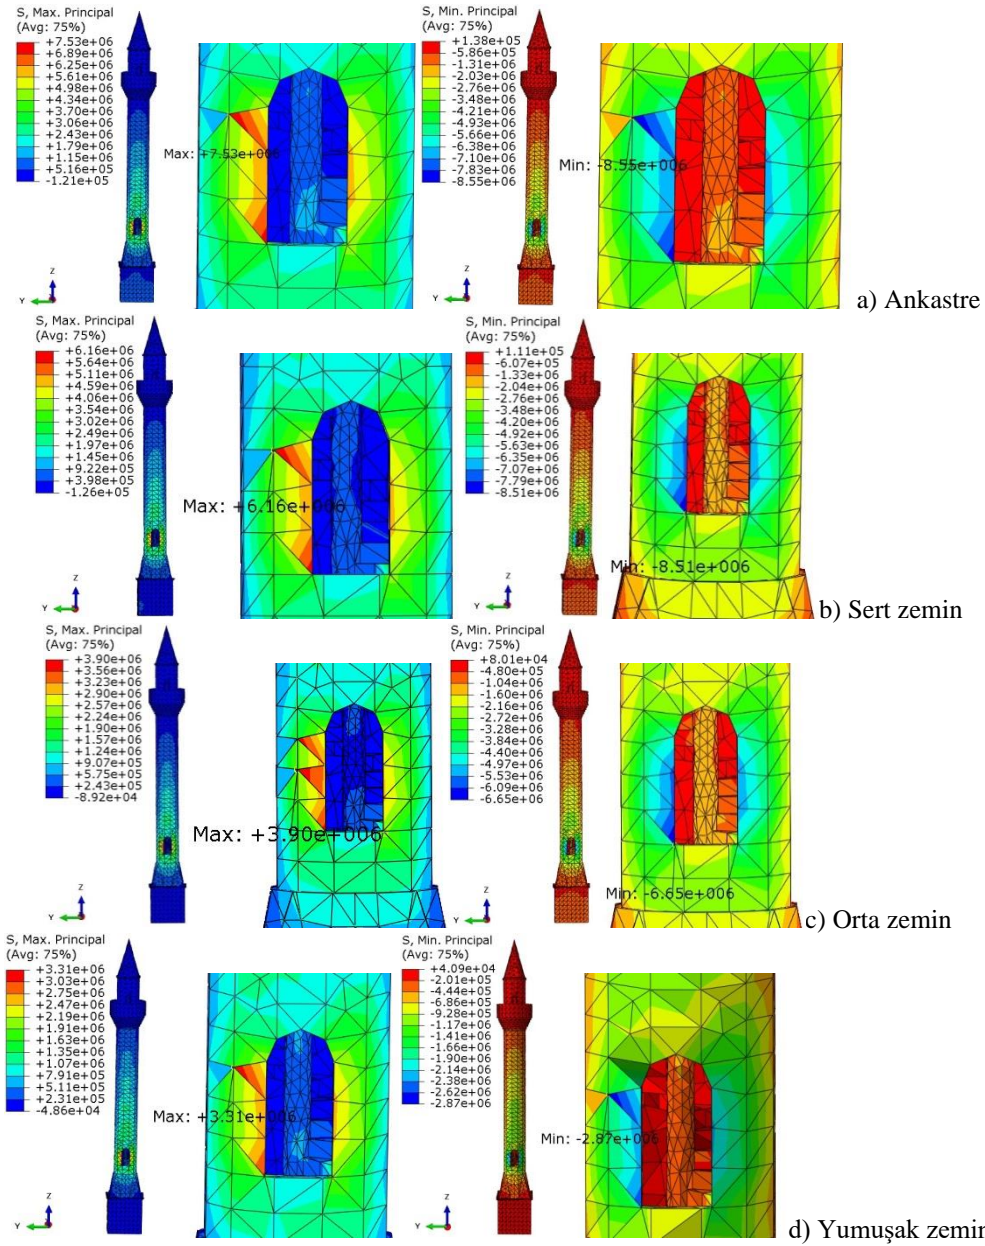 S, Max. Principal
(Avg: 75%)
+7.53e+06
+6.89e+06
+6.25e+06
+5.61e+06
+4.98e+06
+4.34e+06
+3.70e+06
+3.06e+06
+2.43e+06
+1.79e+06
+1.15e+06
+5.16e+05
-1.21e+05
Max: +7.53e+006
Z
Y
S, Min. Principal
(Avg: 75%)
+1.38e+05
-5.86e+05
-1.31e+06
-2.03e+06
-2.76e+06
-3.48e+06
-4.21e+06
-4.93e+06
-5.66e+06
-6.38e+06
-7.10e+06
-7.83e+06
-8.55e+06
Min: -8.55e+006
Z
Y
a) Ankastre
S, Max. Principal
(Avg: 75%)
+6.16e+06
+5.64e+06
+5.11e+06
+4.59e+06
+4.06e+06
+3.54e+06
+3.02e+06
+2.49e+06
+1.97e+06
+1.45e+06
+9.22e+05
+3.98e+05
-1.26e+05
Max: +6.16e+006
Z
Y
S, Min. Principal
(Avg: 75%)
+1.11e+05
-6.07e+05
-1.33e+06
-2.04e+06
-2.76e+06
-3.48e+06
-4.20e+06
-4.92e+06
-5.63e+06
-6.35e+06
-7.07e+06
-7.79e+06
-8.51e+06
Min: -8.51e+006
Z
Y
b) Sert zemin
S, Max. Principal
(Avg: 75%)
+3.90e+06
+3.56e+06
+3.23e+06
+2.90e+06
+2.57e+06
+2.24e+06
+1.90e+06
+1.57e+06
+1.24e+06
+9.07e+05
+5.75e+05
+2.43e+05
-8.92e+04
Max: +3.90e+006
Z
Y
S, Min. Principal
(Avg: 75%)
+8.01e+04
-4.80e+05
-1.04e+06
-1.60e+06
-2.16e+06
-2.72e+06
-3.28e+06
-3.84e+06
-4.40e+06
-4.97e+06
-5.53e+06
-6.09e+06
-6.65e+06
Min: -6.65e+006
Z
Y
c) Orta zemin
S, Max. Principal
(Avg: 75%)
+3.31e+06
+3.03e+06
+2.75e+06
+2.47e+06
+2.19e+06
+1.91e+06
+1.63e+06
+1.35e+06
+1.07e+06
+7.91e+05
+5.11e+05
+2.31e+05
-4.86e+04
Max: +3.31e+006
Z
Y
S, Min. Principal
(Avg: 75%)
+4.09e+04
-2.01e+05
-4.44e+05
-6.86e+05
-9.28e+05
-1.17e+06
-1.41e+06
-1.66e+06
-1.90e+06
-2.14e+06
-2.38e+06
-2.62e+06
-2.87e+06
Min: -2.87e+006
Z
Y
d) Yumuşak zemin